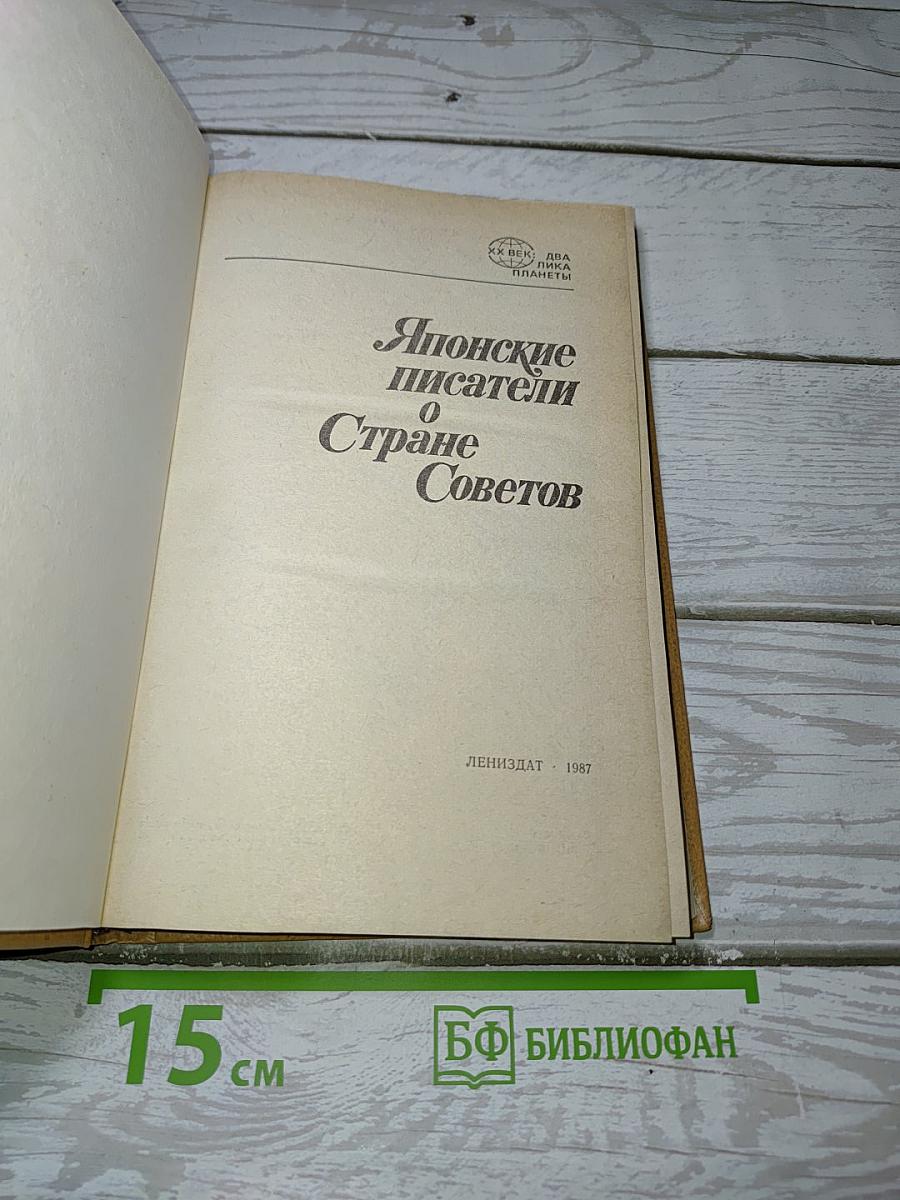 XX ВЕК: ДВА
ЛИКА
ПЛАНЕТЫ
Японские
писатели
о
Стране
Советов
ЛЕНИЗДАТ · 1987
15 см
БФ БИБЛИОФАН